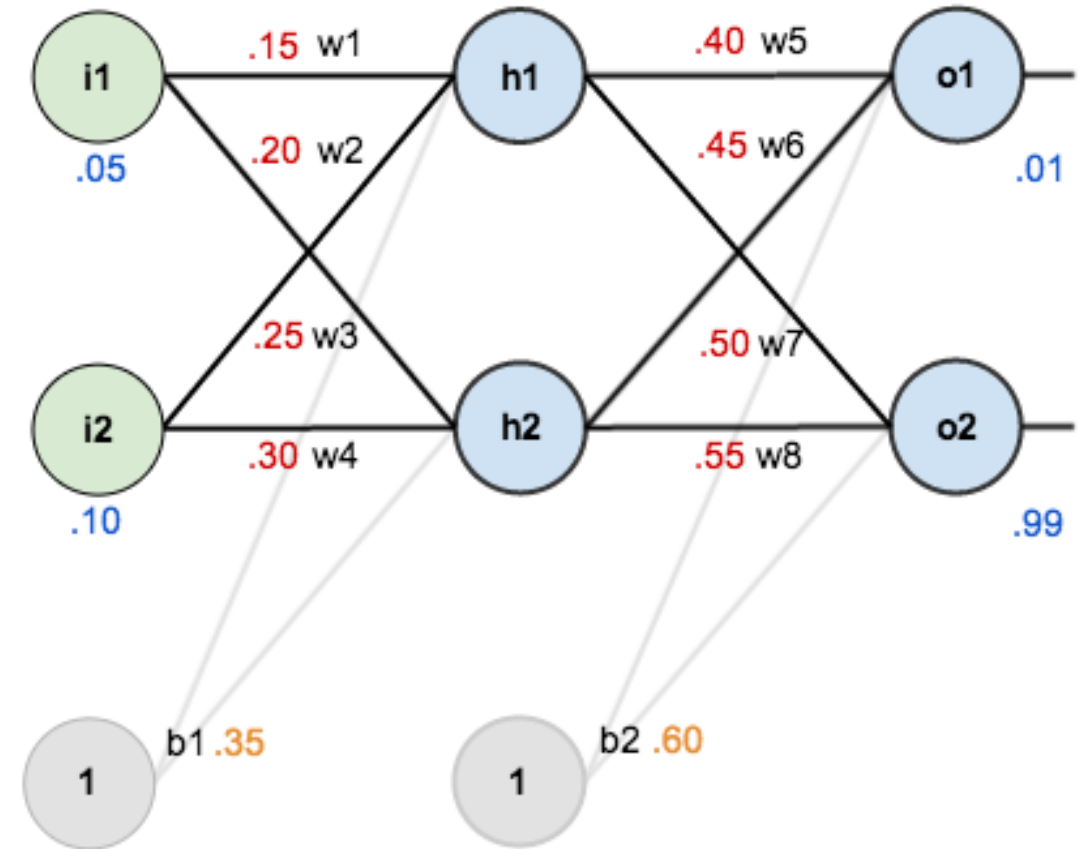 .15 w1
.40 w5
i1
h1
o1
.20 w2
.45 w6
.05
.01
.25 w3
.50 w7
i2
h2
o2
.30 w4
.55 w8
.10
.99
b1 .35
b2 .60
1
1